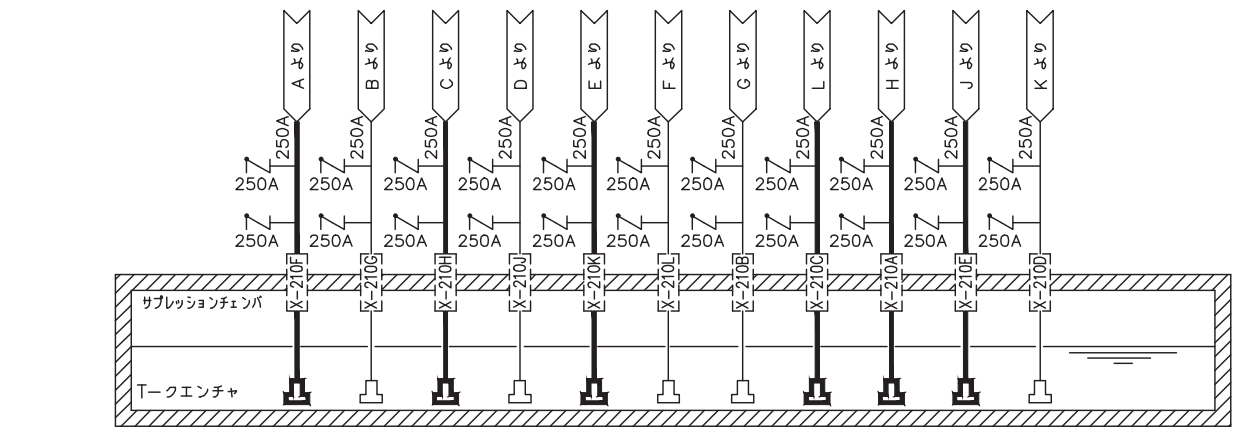 Aより
Bより
Cより
Dより
Eより
Fより
Gより
Lより
Hより
Jより
Kより
250A 250A 250A 250A 250A 250A 250A 250A 250A 250A 250A
250A 250A 250A 250A 250A 250A 250A 250A 250A 250A 250A
250A 250A 250A 250A 250A 250A 250A 250A 250A 250A 250A
X-210F
X-210G
X-210H
X-210J
X-210K
X-210L
X-210B
X-210C
X-210A
X-210E
X-210D
サプレッションチェンバ
Tークエンチャ